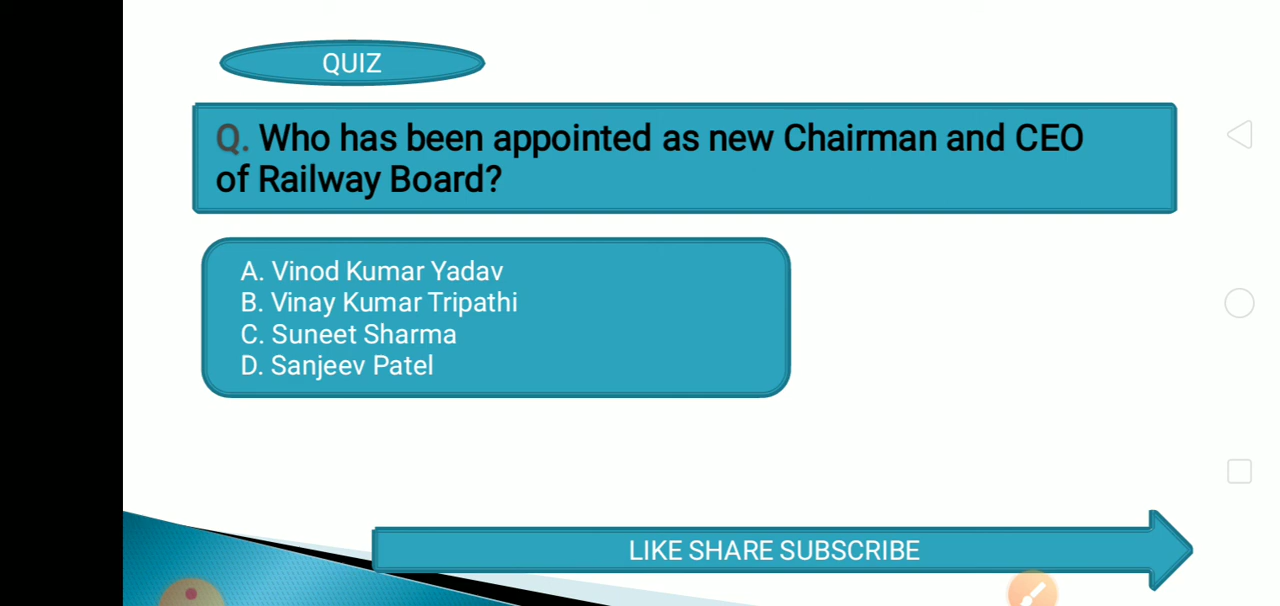 QUIZ
Q. Who has been appointed as new Chairman and CEO
of Railway Board?
A. Vinod Kumar Yadav
B. Vinay Kumar Tripathi
C. Suneet Sharma
D. Sanjeev Patel
LIKE SHARE SUBSCRIBE